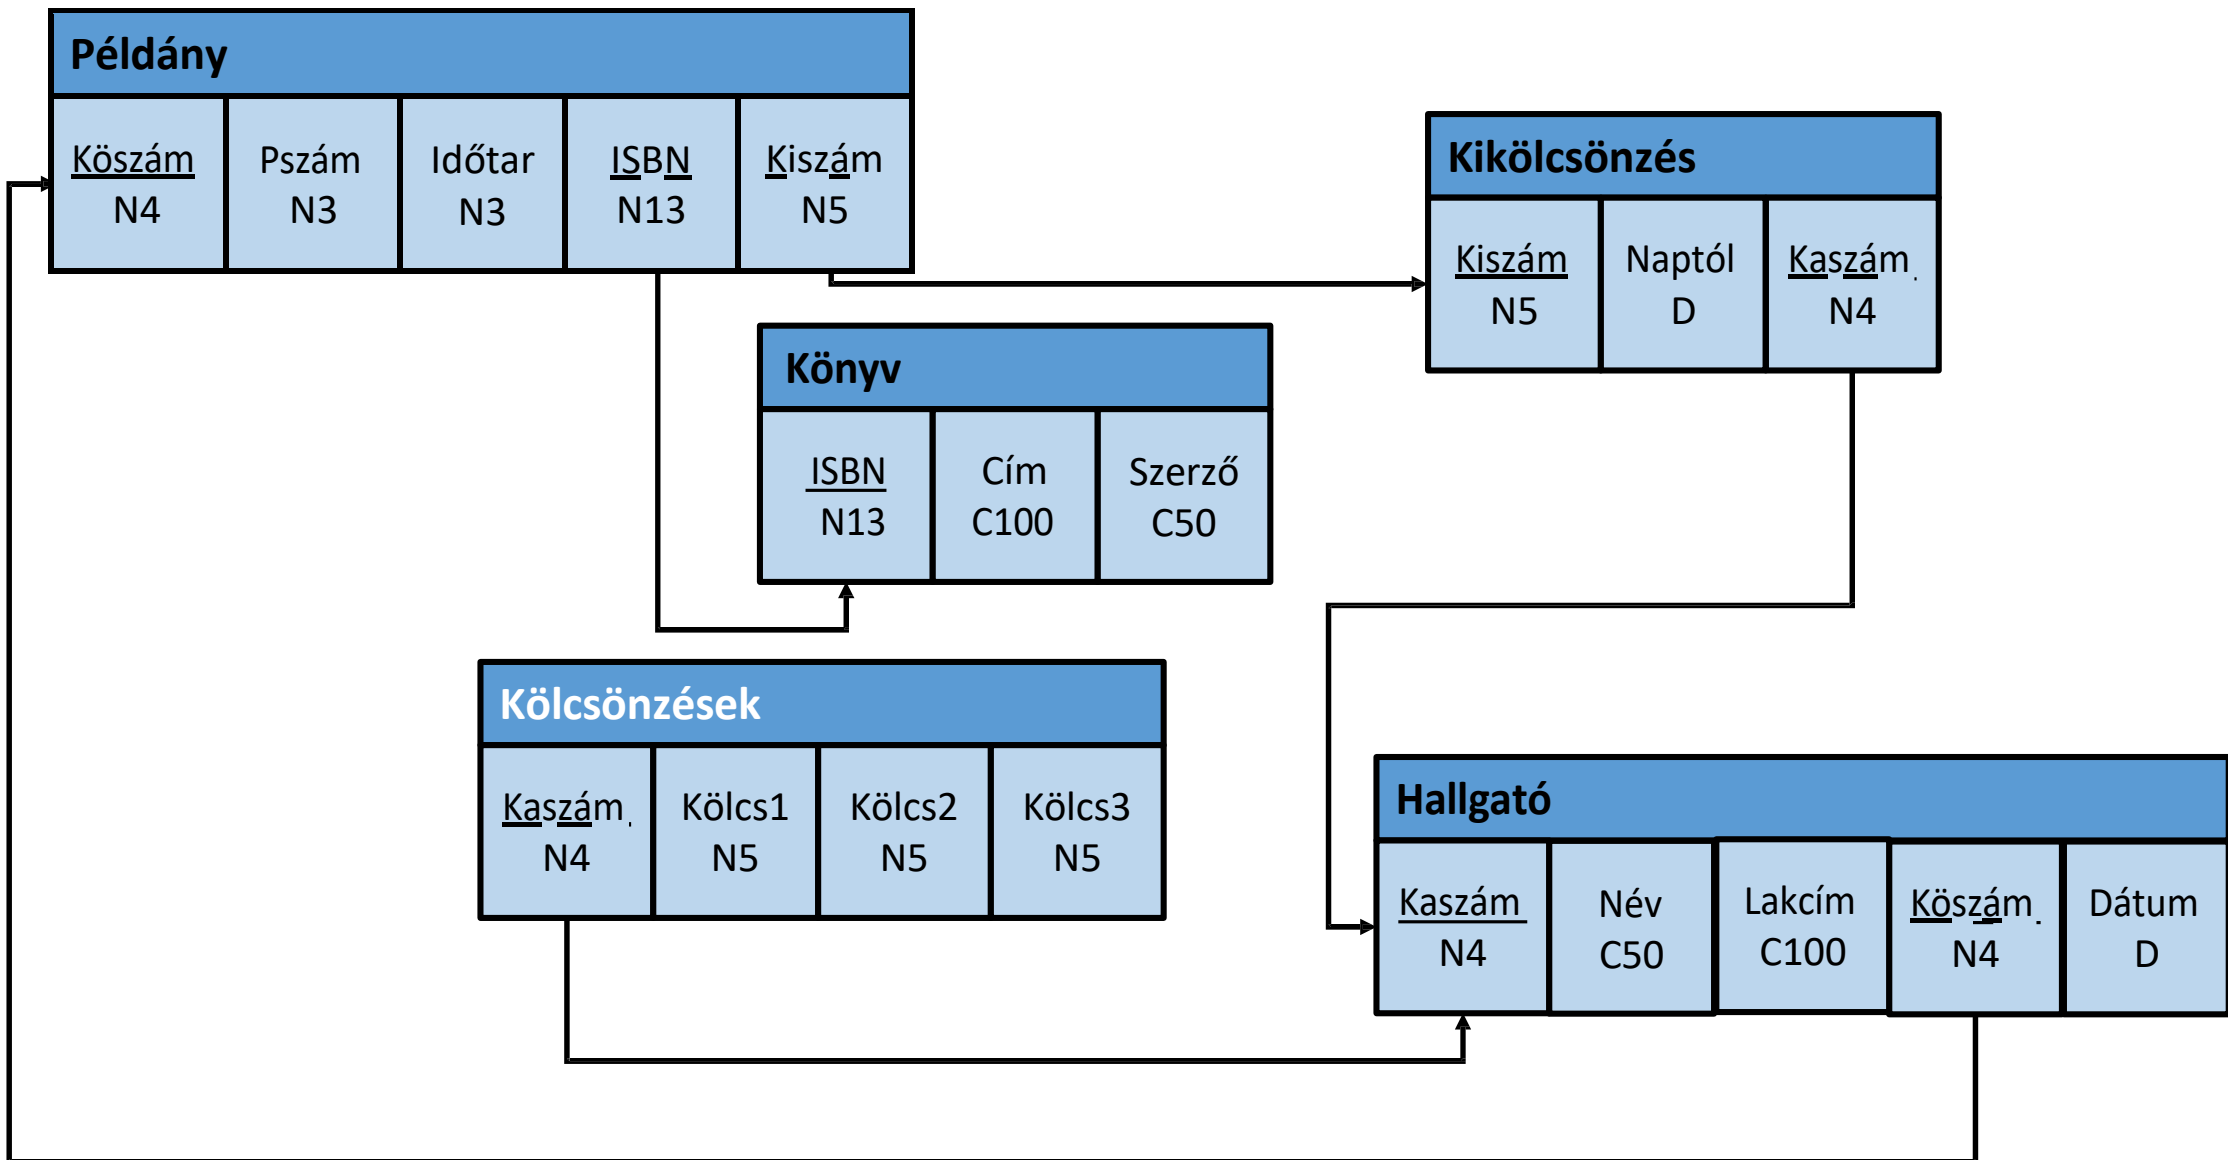 Példány
Köszám Pszám Időtar ISBN Kiszám
N4 N3 N3 N13 N5
Kikölcsönzés
Kiszám Naptól Kaszám
N5 D N4
Könyv
ISBN Cím Szerző
N13 C100 C50
Kölcsönzések
Kaszám Kölcs1 Kölcs2 Kölcs3
N4 N5 N5 N5
Hallgató
Kaszám Név Lakcím Köszám Dátum
N4 C50 C100 N4 D